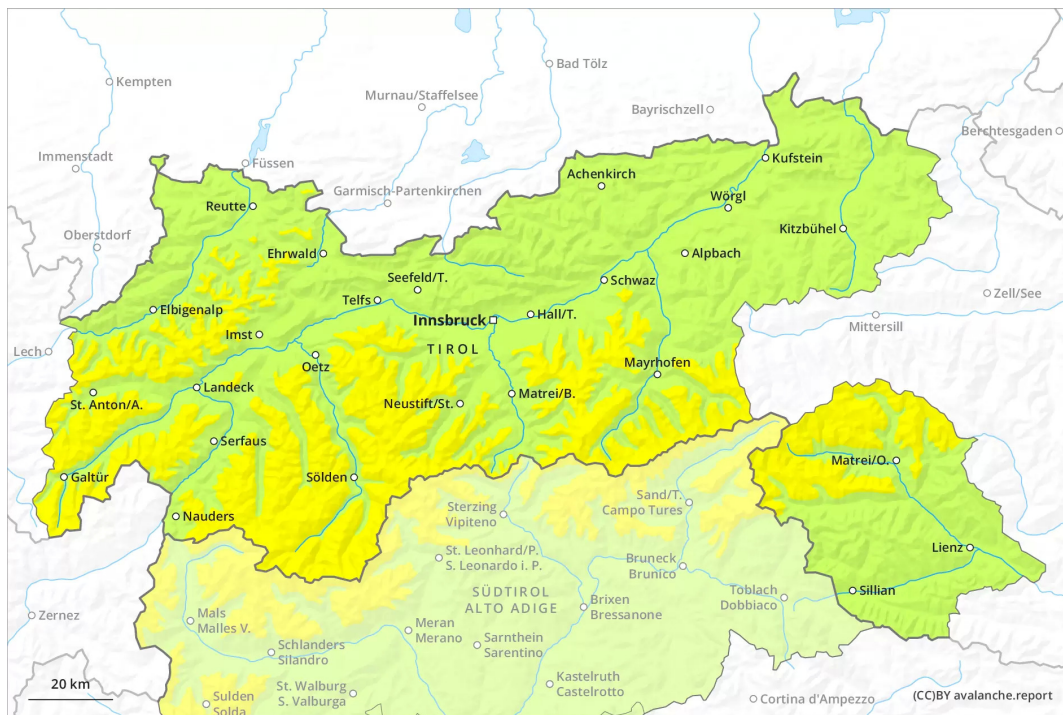 Kempten
Bad Tölz
Murnau/Staffelsee
Bayrischzell
Berchtesgaden
Immenstadt
Füssen
Kufstein
Garmisch-Partenkirchen
Achenkirch
Reutte
Wörgl
Oberstdorf
Kitzbühel
Ehrwald
Alpbach
Seefeld/T.
Schwaz
Zell/See
Telfs
Elbigenalp
Innsbruck
Hall/T.
Mittersill
Imst
Lech
TIROL
Oetz
Mayrhofen
Landeck
St. Anton/A.
Neustift/St.
Matrei/B.
Serfaus
Matrei/O.
Galtür
Sölden
Sand/T.
Campo Tures
Sterzing
Vipiteno
Nauders
Lienz
St. Leonhard/P.
S. Leonardo i. P.
Bruneck
Brunico
Sillian
SÜDTIROL
ALTO ADIGE
Toblach
Dobbiaco
Brixen
Bressanone
Zernez
Mals
Malles V.
Meran
Merano
Sarnthein
Sarentino
Schlanders
Silandro
Kastelruth
Castelrotto
20 km
St. Walburg
S. Valburga
Sulden
Solda
Cortina d'Ampezzo
(CC)BY avalanche.report